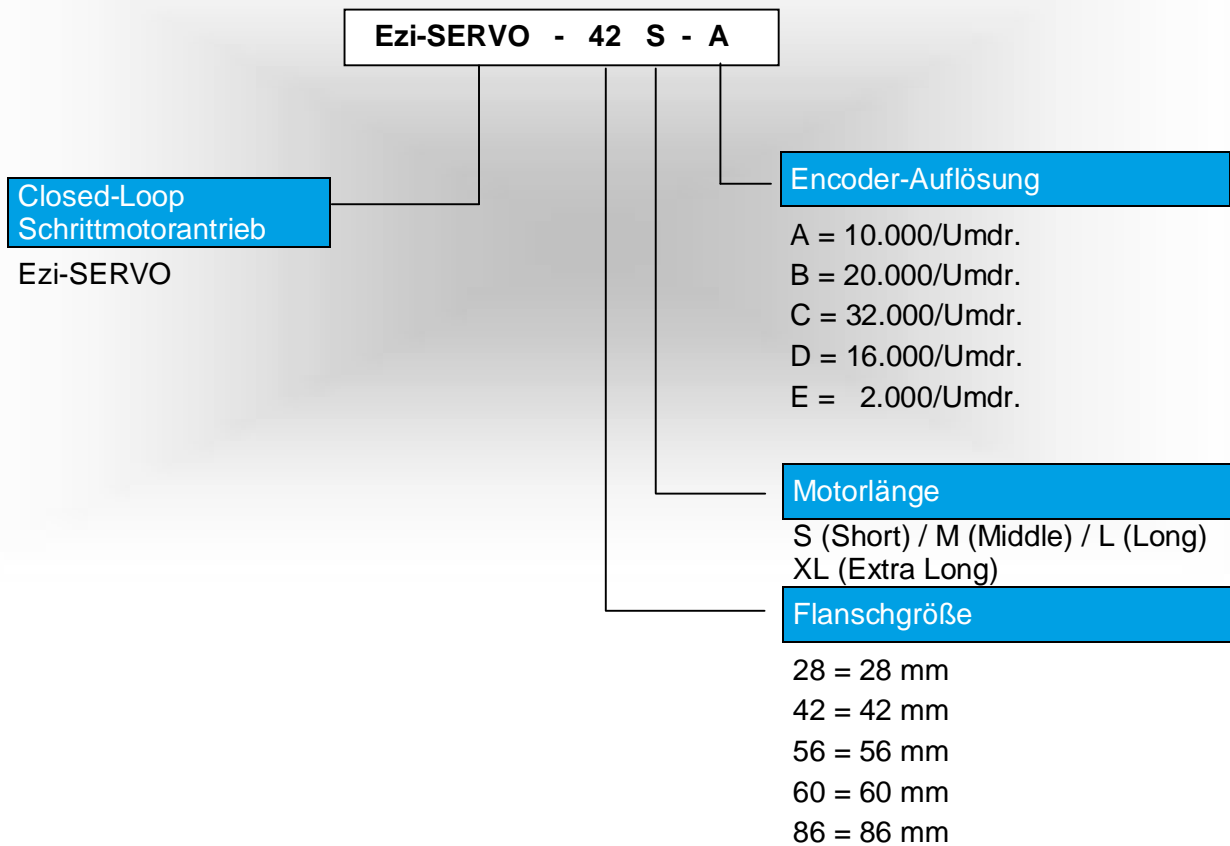 Ezi-SERVO - 42 S - A
Closed-Loop
Schrittmotorantrieb
Ezi-SERVO
Encoder-Auflösung
A = 10.000/Umdr.
B = 20.000/Umdr.
C = 32.000/Umdr.
D = 16.000/Umdr.
E = 2.000/Umdr.
Motorlänge
S (Short) / M (Middle) / L (Long)
XL (Extra Long)
Flanschgröße
28 = 28 mm
42 = 42 mm
56 = 56 mm
60 = 60 mm
86 = 86 mm